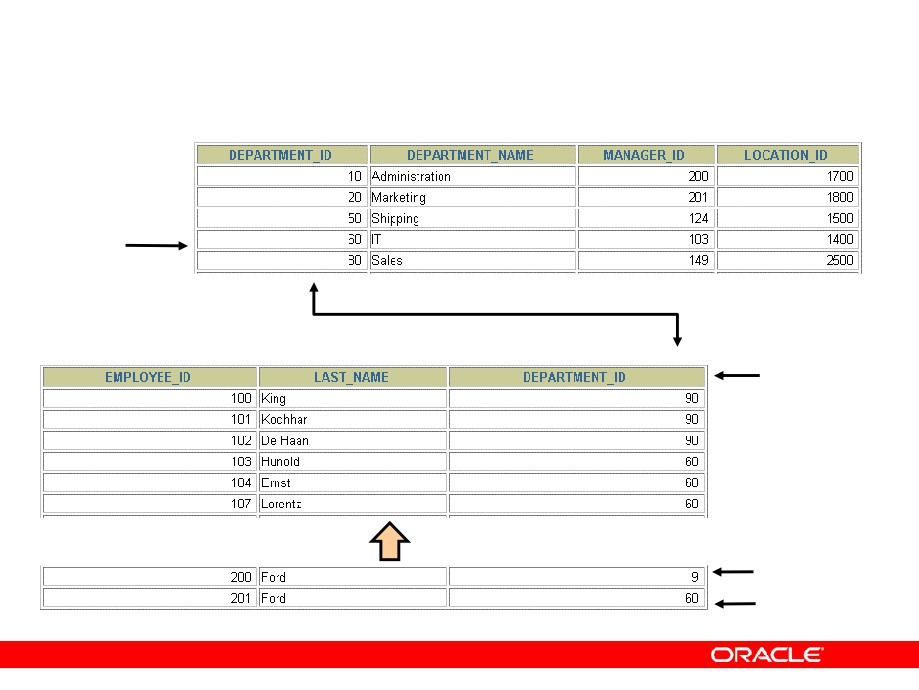 DEPARTMENT_ID DEPARTMENT_NAME MANAGER_ID LOCATION_ID
10 Administration 200 1700
20 Marketing 201 1800
50 Shipping 124 1500
60 IT 103 1400
80 Sales 149 2500
EMPLOYEE_ID LAST_NAME DEPARTMENT_ID
100 King 90
101 Kochhar 90
102 De Haan 90
103 Hunold 60
104 Ernst 60
107 Lorentz 60
200 Ford 9
201 Ford 60
ORACLE